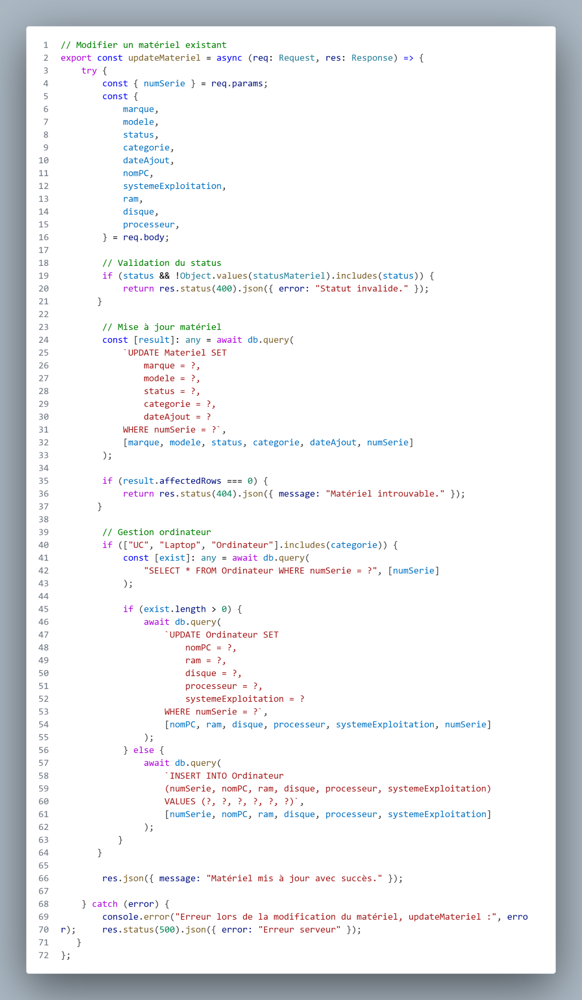 1 // Modifier un matériel existant
2 export const updateMateriel = async (req: Request, res: Response) => {
3     try {
4         const { numSerie } = req.params;
5         const {
6             marque,
7             modele,
8             status,
9             categorie,
10             dateAjout,
11             nomPC,
12             systemeExploitation,
13             ram,
14             disque,
15             processeur,
16         } = req.body;
17
18         // Validation du status
19         if (status && !Object.values(statusMateriel).includes(status)) {
20             return res.status(400).json({ error: "Statut invalide." });
21        }
22
23         // Mise à jour matériel
24         const [result]: any = await db.query(
25             `UPDATE Materiel SET
26                 marque = ?,
27                 modele = ?,
28                 status = ?,
29                 categorie = ?,
30                 dateAjout = ?
31             WHERE numSerie = ?`,
32             [marque, modele, status, categorie, dateAjout, numSerie]
33         );
34
35         if (result.affectedRows === 0) {
36             return res.status(404).json({ message: "Matériel introuvable." });
37        }
38
39         // Gestion ordinateur
40         if (["UC", "Laptop", "Ordinateur"].includes(categorie)) {
41             const [exist]: any = await db.query(
42                 "SELECT * FROM Ordinateur WHERE numSerie = ?", [numSerie]
43             );
44
45             if (exist.length > 0) {
46                 await db.query(
47                     `UPDATE Ordinateur SET
48                         nomPC = ?,
49                         ram = ?,
50                         disque = ?,
51                         processeur = ?,
52                         systemeExploitation = ?
53                     WHERE numSerie = ?`,
54                     [nomPC, ram, disque, processeur, systemeExploitation, numSerie]
55                 );
56             } else {
57                 await db.query(
58                     `INSERT INTO Ordinateur
59                     (numSerie, nomPC, ram, disque, processeur, systemeExploitation)
60                     VALUES (?, ?, ?, ?, ?, ?)`,
61                     [numSerie, nomPC, ram, disque, processeur, systemeExploitation]
62                 );
63            }
64        }
65
66         res.json({ message: "Matériel mis à jour avec succès." });
67
68     } catch (error) {
69         console.error("Erreur lors de la modification du matériel, updateMateriel :", erro
70 r);     res.status(500).json({ error: "Erreur serveur" });
71    }
72 };